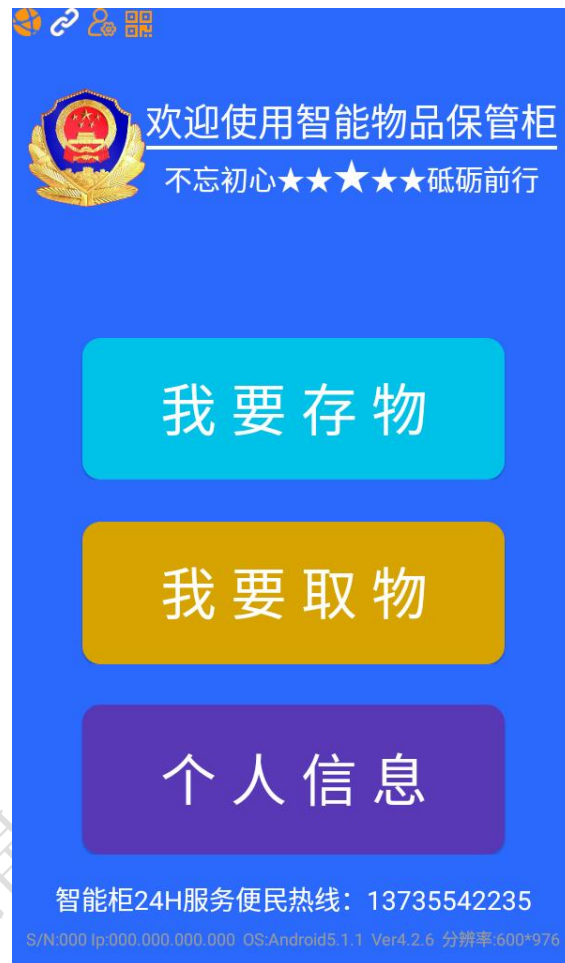 欢迎使用智能物品保管柜
不忘初心★★★★★砥砺前行
我要存物
我要取物
个人信息
智能柜24H服务便民热线：13735542235
S/N:000 Ip:000.000.000.000 OS:Android5.1.1 Ver4.2.6 分辨率:600*976